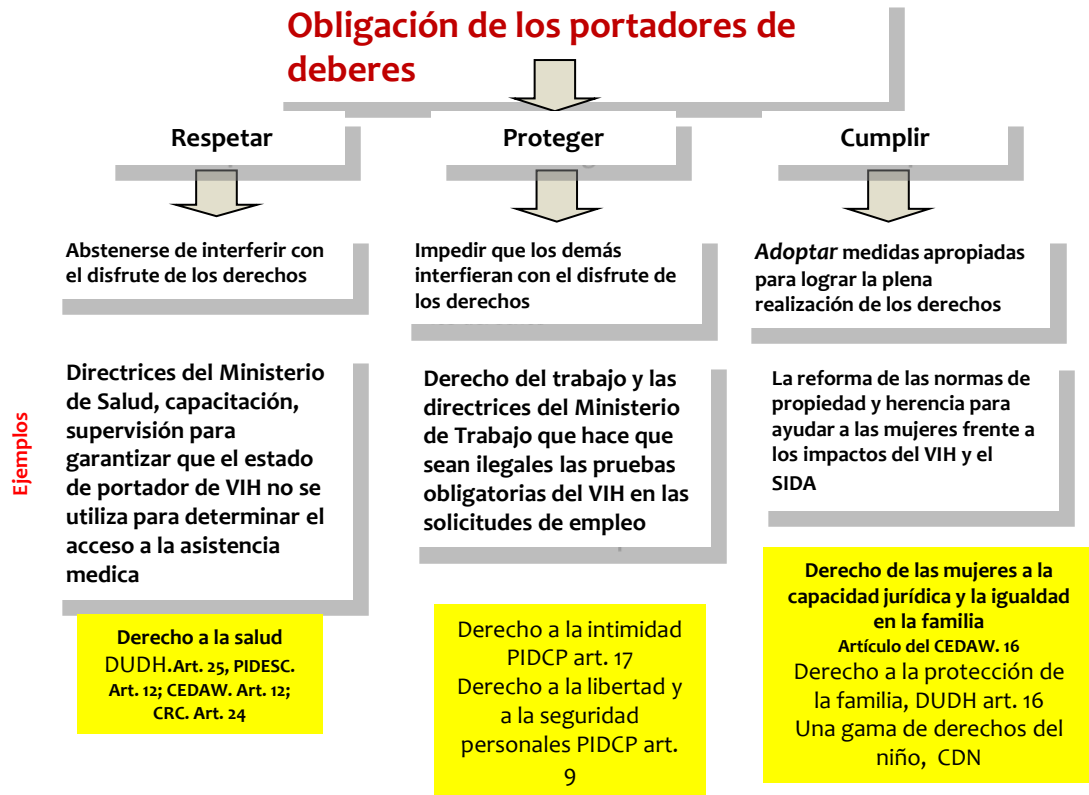 Obligación de los portadores de
deberes
Respetar
Proteger
Cumplir
Abstenerse de interferir con
el disfrute de los derechos
Impedir que los demás
interfieran con el disfrute de
los derechos
Adoptar medidas apropiadas
para lograr la plena
realización de los derechos
Ejemplos
Directrices del Ministerio
de Salud, capacitación,
supervisión para
garantizar que el estado
de portador de VIH no se
utiliza para determinar el
acceso a la asistencia
medica
Derecho del trabajo y las
directrices del Ministerio
de Trabajo que hace que
sean ilegales las pruebas
obligatorias del VIH en las
solicitudes de empleo
La reforma de las normas de
propiedad y herencia para
ayudar a las mujeres frente a
los impactos del VIH y el
SIDA
Derecho a la salud
DUDH.Art. 25, PIDESC.
Art. 12; CEDAW. Art. 12;
CRC. Art. 24
Derecho a la intimidad
PIDCP art. 17
Derecho a la libertad y
a la seguridad
personales PIDCP art.
9
Derecho de las mujeres a la
capacidad jurídica y la igualdad
en la familia
Artículo del CEDAW. 16
Derecho a la protección de
la familia, DUDH art. 16
Una gama de derechos del
niño, CDN